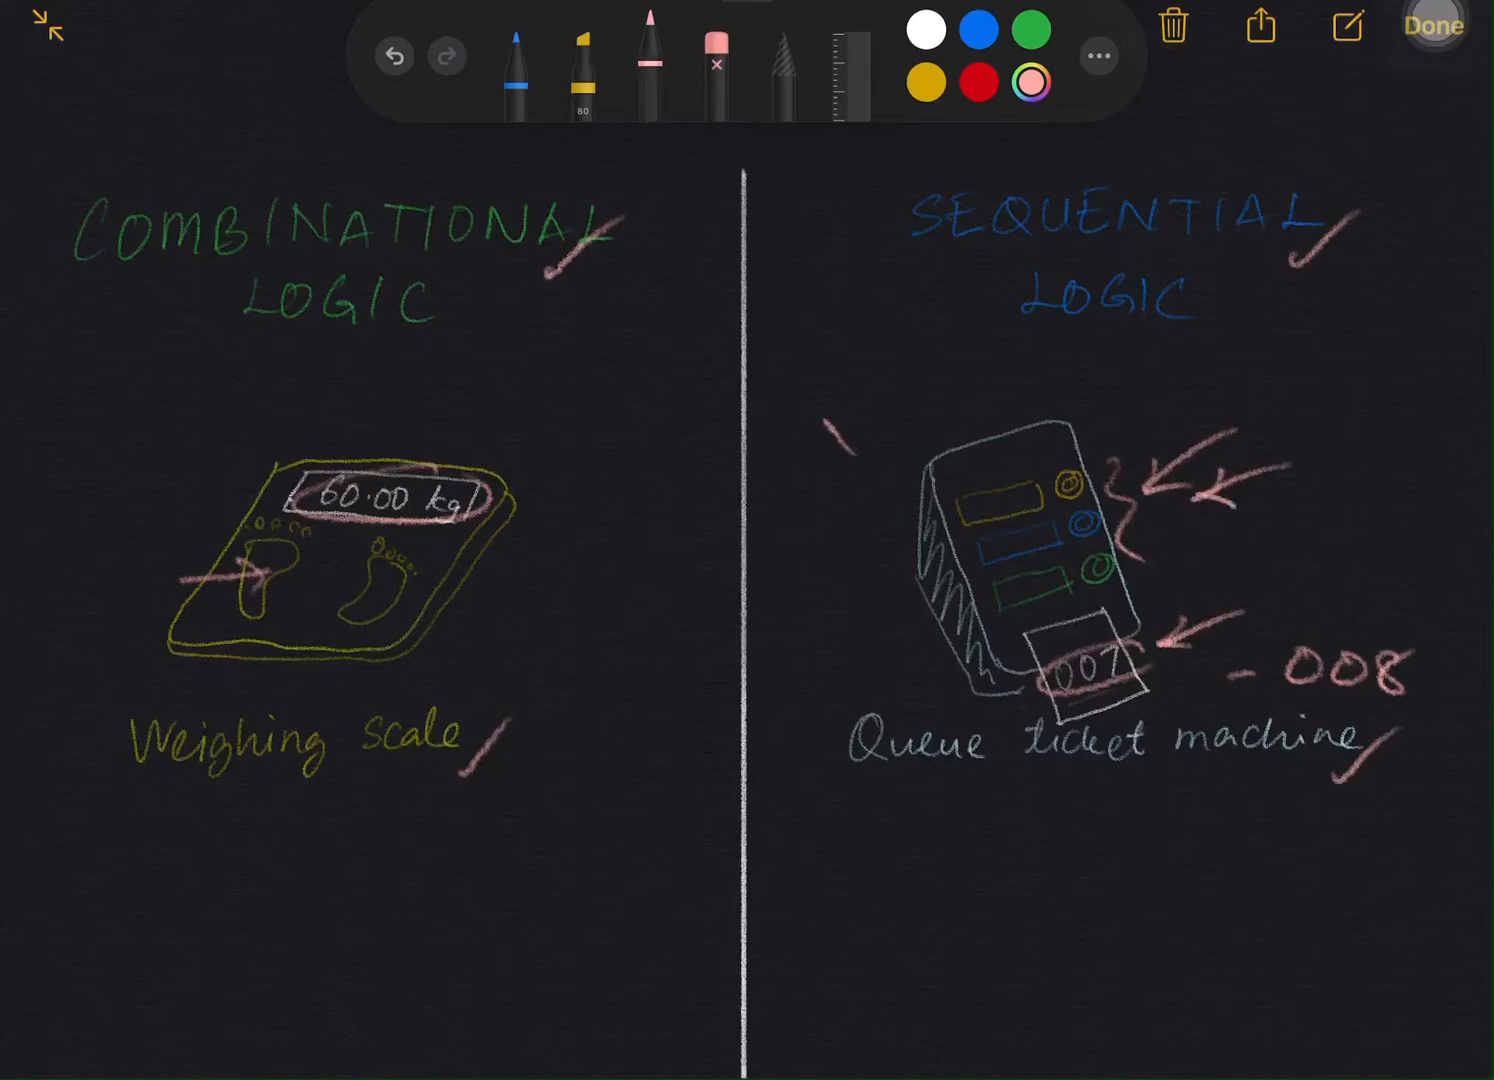 Done
80
COMBINATIONAL
LOGIC
60.00 kg
Weighing scale
SEQUENTIAL
LOGIC
007
- 008
Queue ticket machine